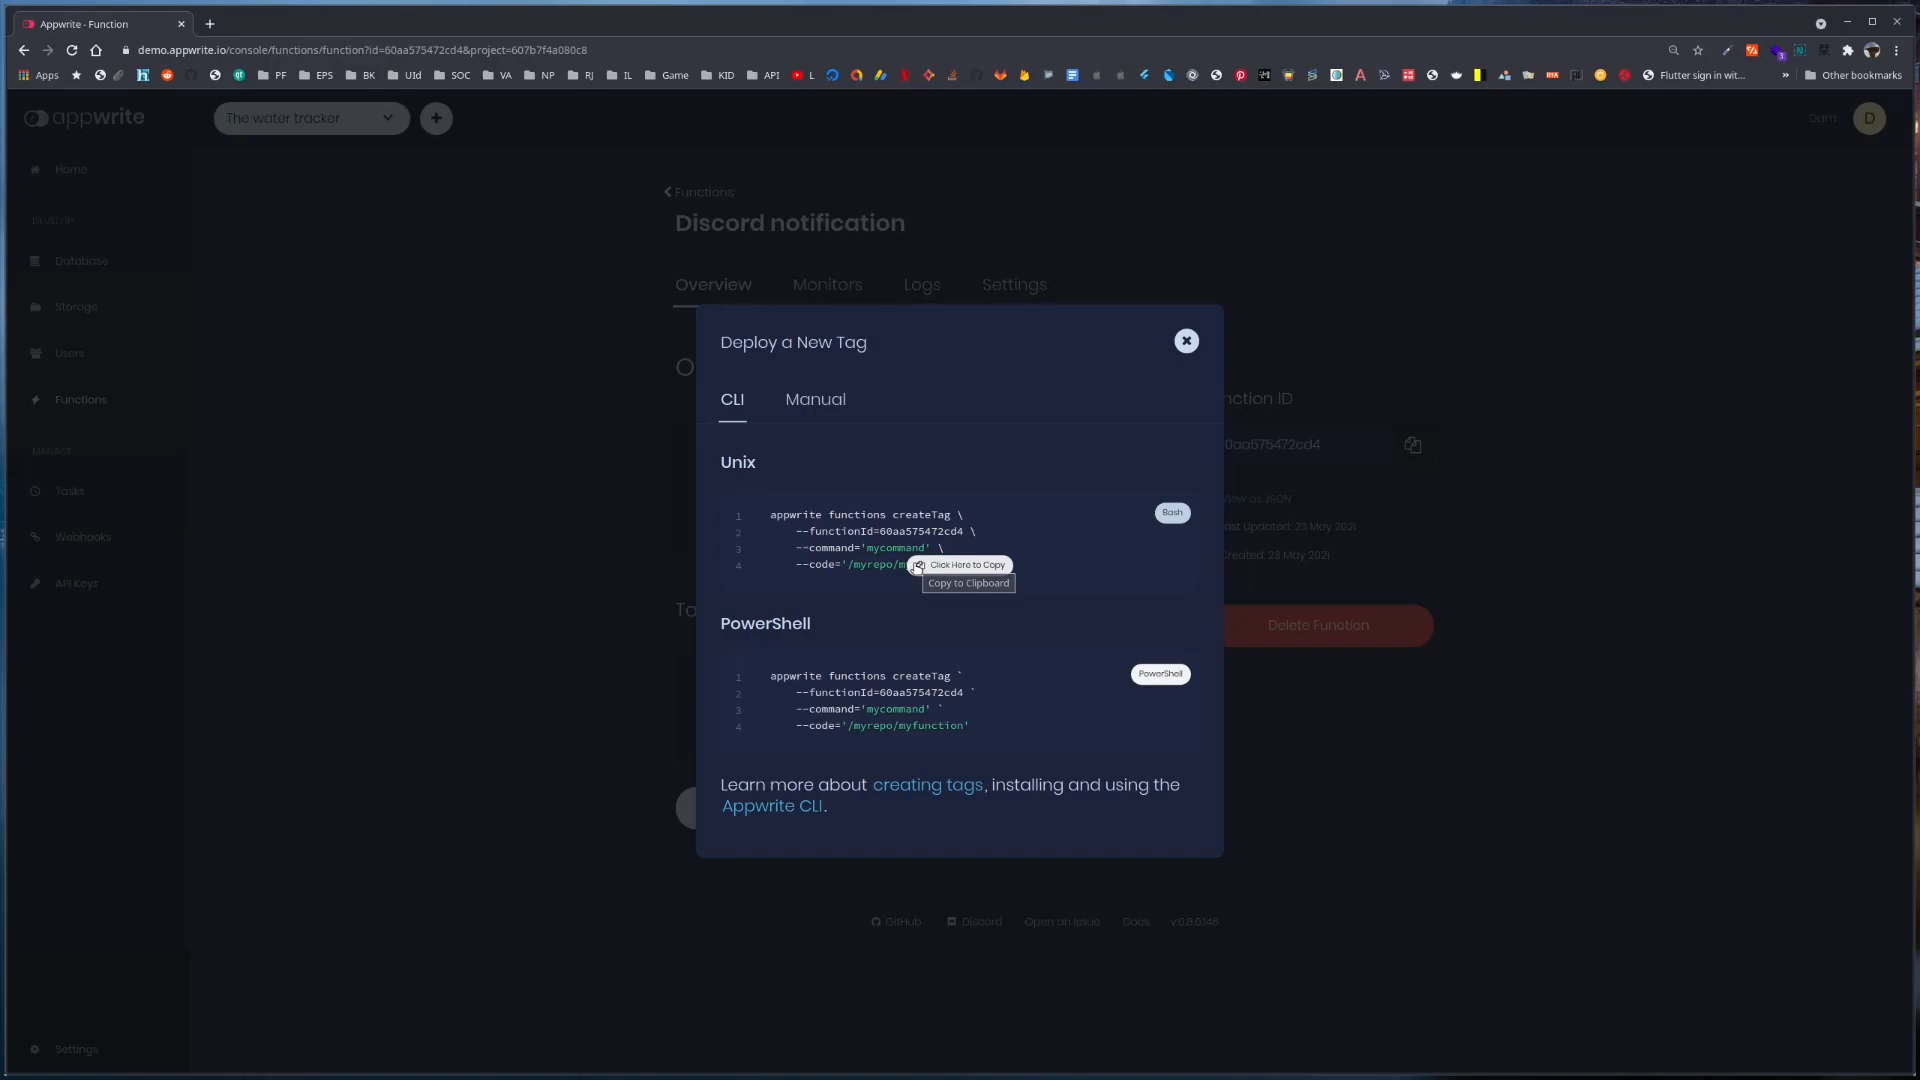 Appwrite - Function
demo.appwrite.io/console/functions/function?id=60aa575472cd4&project=607b7f4a080c8
Apps
PF
EPS
BK
UId
SOC
VA
NP
RJ
IL
Game
KID
API
L
Flutter sign in wit...
»
Other bookmarks
appwrite
The water tracker
Dam
D
Home
DEVELOP
Database
Storage
Users
Functions
MANAGE
Tasks
Webhooks
API Keys
Settings
Functions
Discord notification
Overview
Monitors
Logs
Settings
Deploy a New Tag
CLI
Manual
Unix
Bash
1 appwrite functions createTag \
2 --functionId=60aa575472cd4 \
3 --command='mycommand' \
4 --code='/myrepo/m
Click Here to Copy
Copy to Clipboard
PowerShell
PowerShell
1 appwrite functions createTag `
2 --functionId=60aa575472cd4 `
3 --command='mycommand' `
4 --code='/myrepo/myfunction'
Learn more about creating tags, installing and using the
Appwrite CLI.
nction ID
0aa575472cd4
View as JSON
ast Updated: 23 May 2021
Created: 23 May 2021
Delete Function
GitHub
Discord
Open an Issue
Docs
v:0.8.0.146